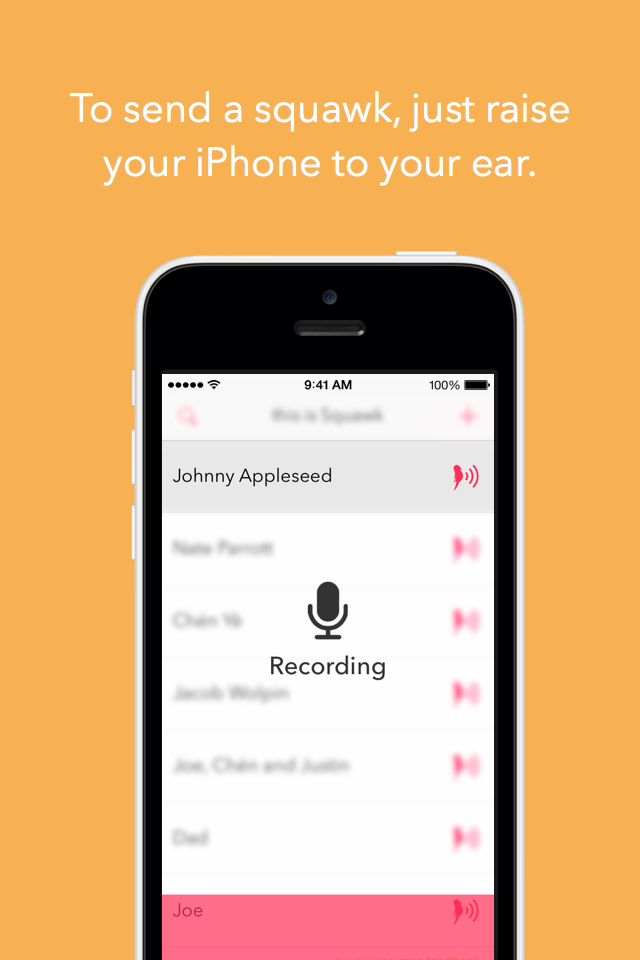 To send a squawk, just raise
your iPhone to your ear.
9:41 AM
100%
this is Squawk
Johnny Appleseed
Nate Parrott
Chén Yè
Recording
Jacob Wolpin
Joe, Chén and Justin
Dad
Joe